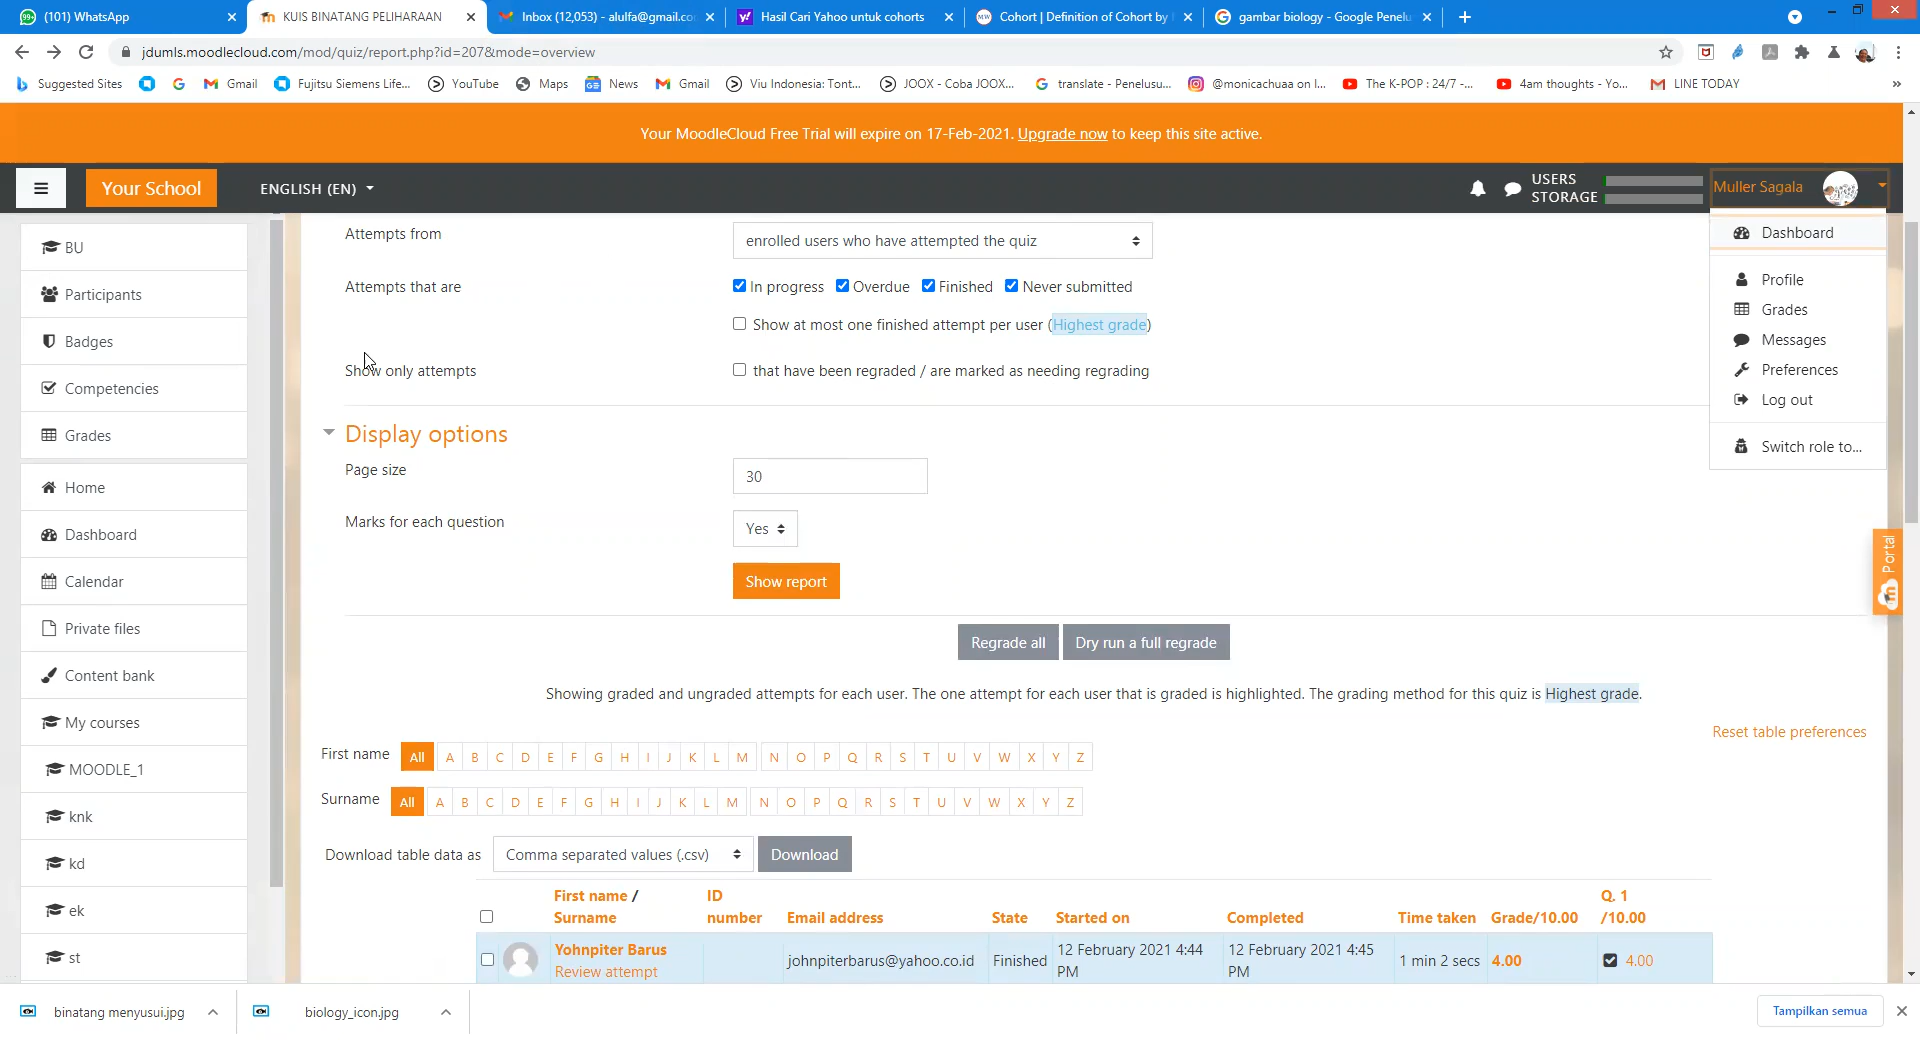 (101) WhatsApp
KUIS BINATANG PELIHARAAN
Inbox (12,053) - alulfa@gmail.co
Hasil Cari Yahoo untuk cohorts
Cohort | Definition of Cohort by
gambar biology - Google Penelu
jdumls.moodlecloud.com/mod/quiz/report.php?id=207&mode=overview
Suggested Sites
Gmail
Fujitsu Siemens Life...
YouTube
Maps
News
Gmail
Viu Indonesia: Tont...
JOOX - Coba JOOX...
translate - Penelusu...
@monicachuaa on I...
The K-POP : 24/7 -...
4am thoughts - Yo...
LINE TODAY
Your MoodleCloud Free Trial will expire on 17-Feb-2021. Upgrade now to keep this site active.
Your School
ENGLISH (EN)
USERS
STORAGE
Muller Sagala
Dashboard
Profile
Grades
Messages
Preferences
Log out
Switch role to...
BU
Participants
Badges
Competencies
Grades
Home
Dashboard
Calendar
Private files
Content bank
My courses
MOODLE_1
knk
kd
ek
st
Attempts from
enrolled users who have attempted the quiz
Attempts that are
In progress Overdue Finished Never submitted
Show at most one finished attempt per user (Highest grade)
Show only attempts
that have been regraded / are marked as needing regrading
Display options
Page size
30
Marks for each question
Yes
Show report
Portal
Regrade all
Dry run a full regrade
Showing graded and ungraded attempts for each user. The one attempt for each user that is graded is highlighted. The grading method for this quiz is Highest grade.
Reset table preferences
First name All A B C D E F G H I J K L M N O P Q R S T U V W X Y Z
Surname All A B C D E F G H I J K L M N O P Q R S T U V W X Y Z
Download table data as Comma separated values (.csv) Download
First name / Surname
ID number
Email address
State
Started on
Completed
Time taken
Grade/10.00
Q. 1 /10.00
Yohnpiter Barus
Review attempt
johnpiterbarus@yahoo.co.id
Finished
12 February 2021 4:44 PM
12 February 2021 4:45 PM
1 min 2 secs
4.00
4.00
binatang menyusui.jpg
biology_icon.jpg
Tampilkan semua